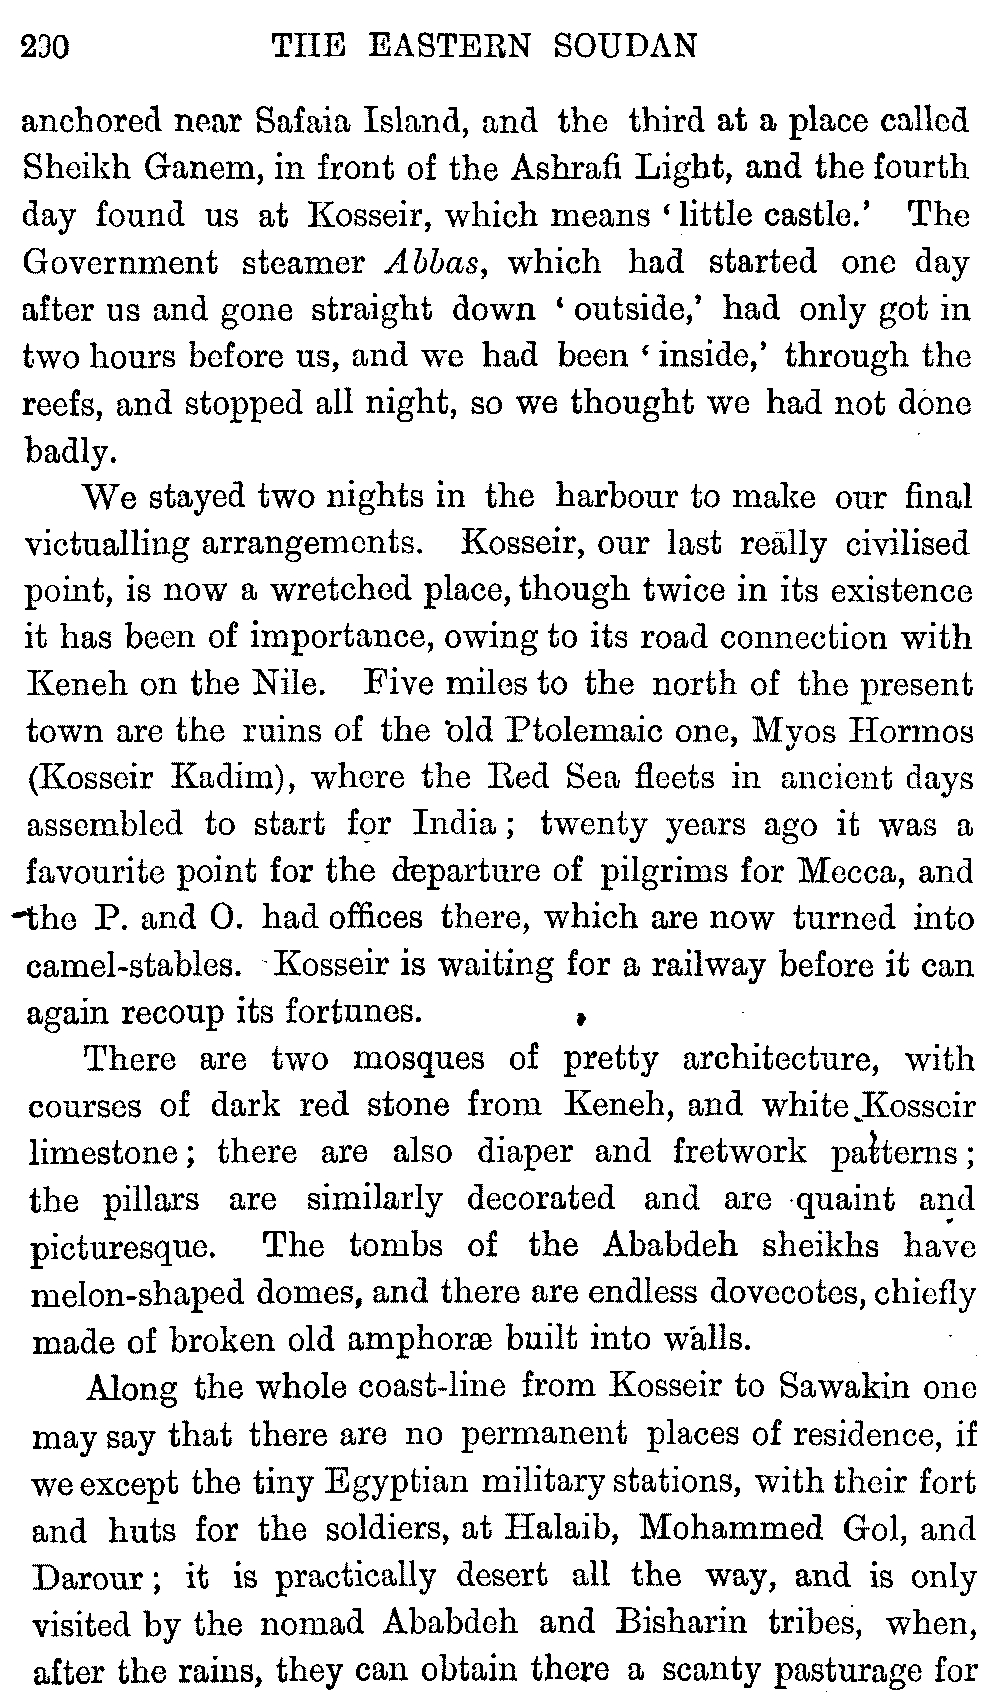 290 THE EASTERN SOUDAN
anchored near Safaia Island, and the third at a place called
Sheikh Ganem, in front of the Ashrafi Light, and the fourth
day found us at Kosseir, which means ‘little castle.’ The
Government steamer Abbas, which had started one day
after us and gone straight down ‘outside,’ had only got in
two hours before us, and we had been ‘inside,’ through the
reefs, and stopped all night, so we thought we had not done
badly.
We stayed two nights in the harbour to make our final
victualling arrangements. Kosseir, our last really civilised
point, is now a wretched place, though twice in its existence
it has been of importance, owing to its road connection with
Keneh on the Nile. Five miles to the north of the present
town are the ruins of the old Ptolemaic one, Myos Hormos
(Kosseir Kadim), where the Red Sea fleets in ancient days
assembled to start for India; twenty years ago it was a
favourite point for the departure of pilgrims for Mecca, and
the P. and O. had offices there, which are now turned into
camel-stables. Kosseir is waiting for a railway before it can
again recoup its fortunes.
There are two mosques of pretty architecture, with
courses of dark red stone from Keneh, and white Kosseir
limestone; there are also diaper and fretwork patterns;
the pillars are similarly decorated and are quaint and
picturesque. The tombs of the Ababdeh sheikhs have
melon-shaped domes, and there are endless dovecotes, chiefly
made of broken old amphoræ built into walls.
Along the whole coast-line from Kosseir to Sawakin one
may say that there are no permanent places of residence, if
we except the tiny Egyptian military stations, with their fort
and huts for the soldiers, at Halaib, Mohammed Gol, and
Darour; it is practically desert all the way, and is only
visited by the nomad Ababdeh and Bisharin tribes, when,
after the rains, they can obtain there a scanty pasturage for